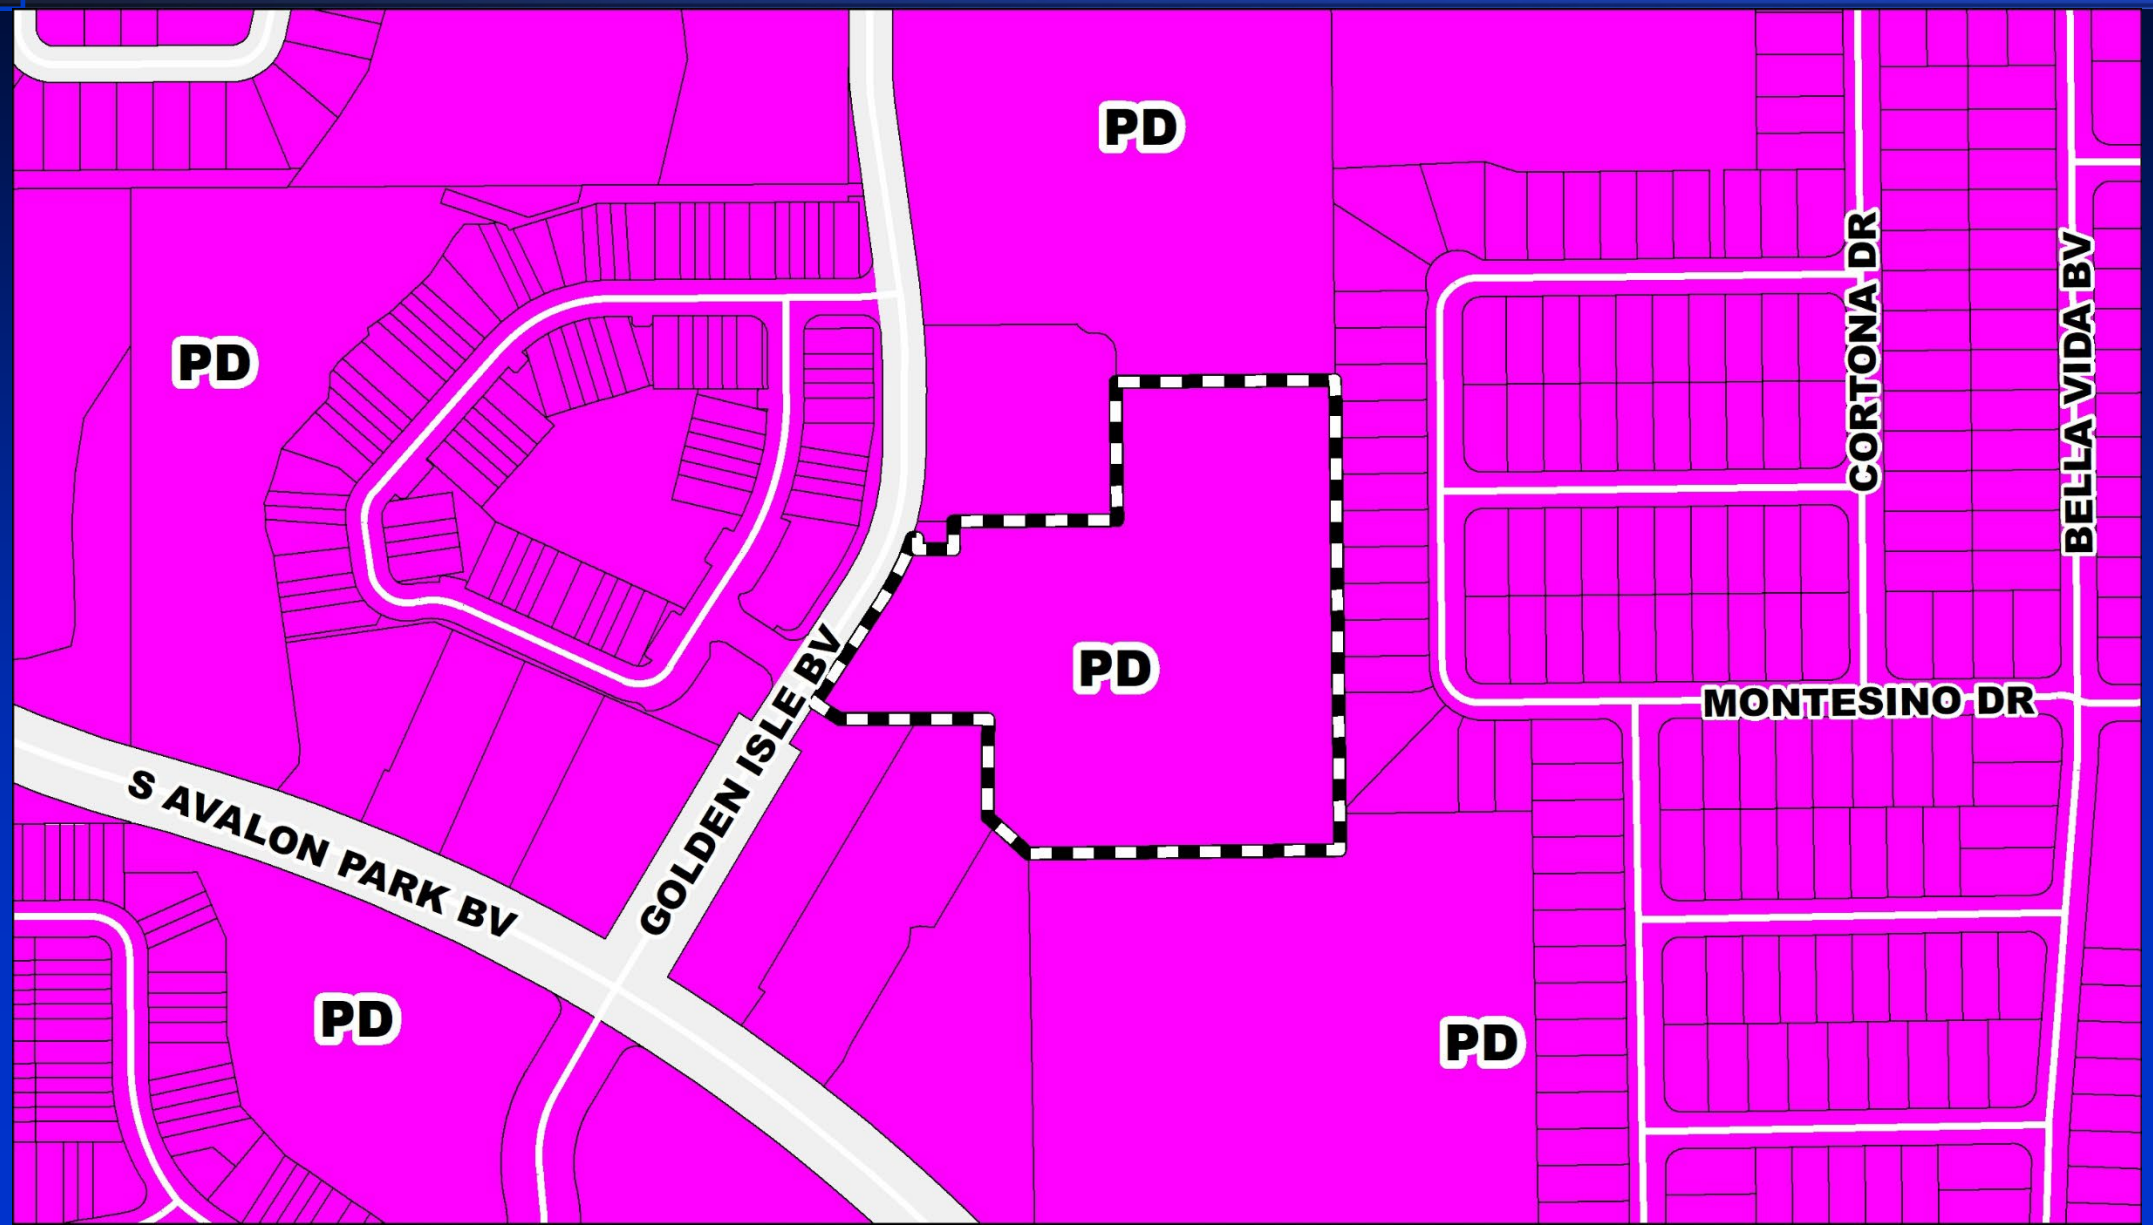 PD
CORTONA DR
BELLA VIDA BV
PD
PD
MONTESINO DR
GOLDEN ISLE BV
S AVALON PARK BV
PD
PD